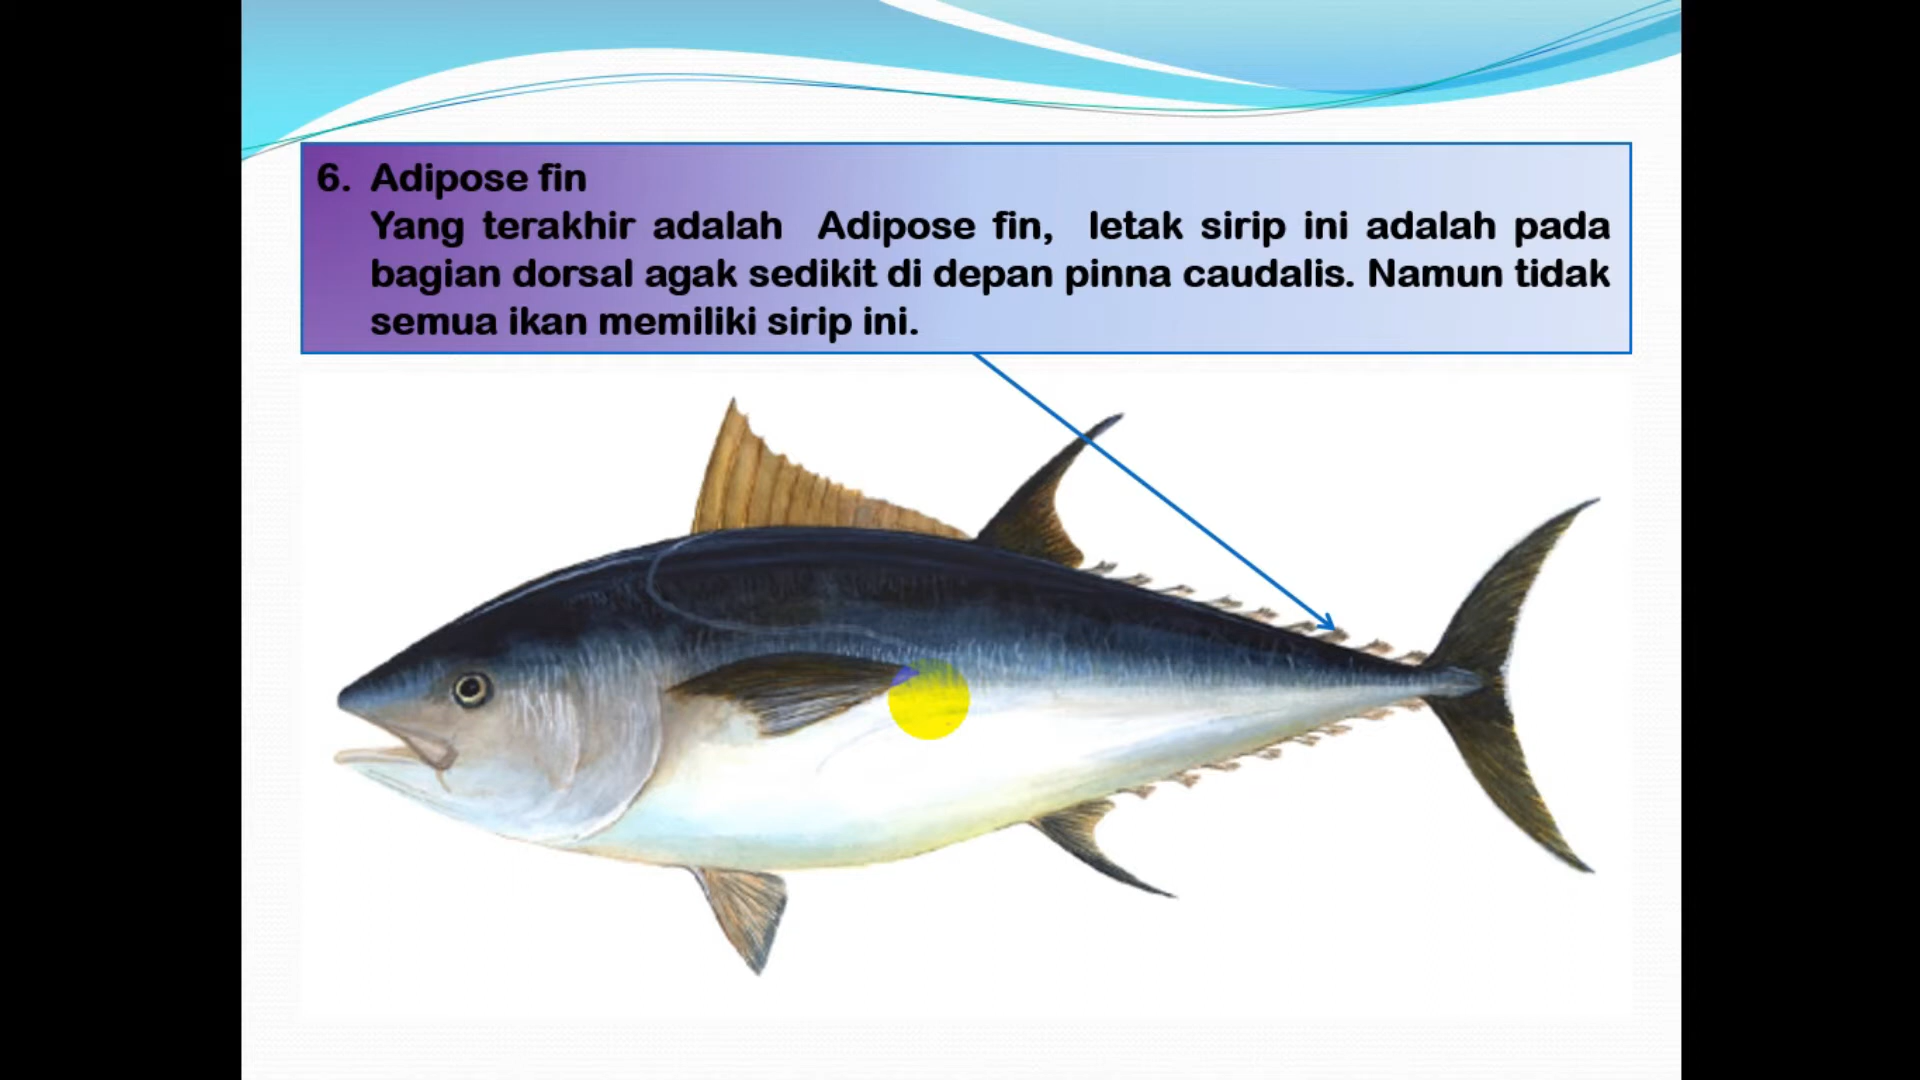 6. Adipose fin
Yang terakhir adalah Adipose fin, letak sirip ini adalah pada
bagian dorsal agak sedikit di depan pinna caudalis. Namun tidak
semua ikan memiliki sirip ini.